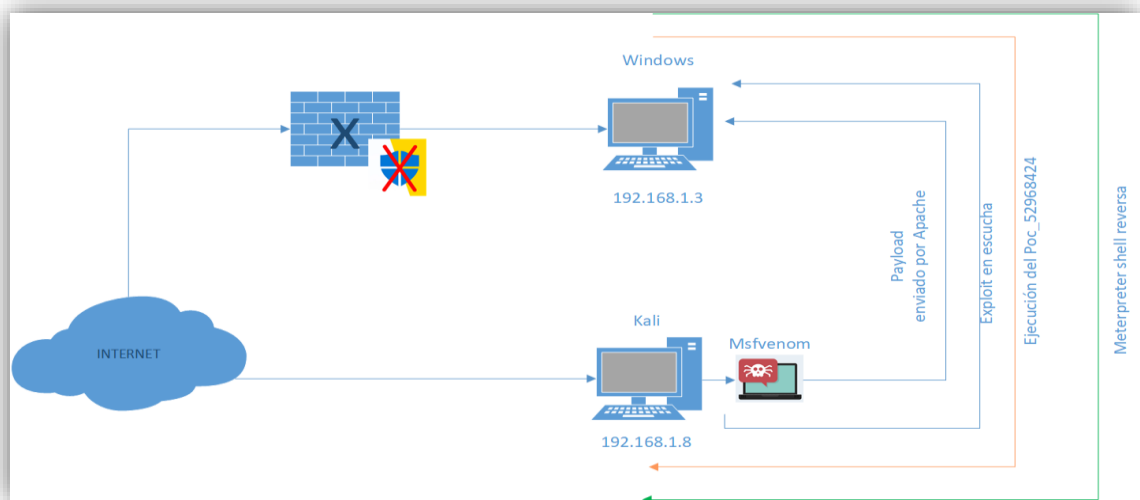 Windows
X
192.168.1.3
INTERNET
Kali
Msfvenom
192.168.1.8
Payload
enviado por Apache
Exploit en escucha
Ejecución del Poc_52968424
Meterpreter shell reversa